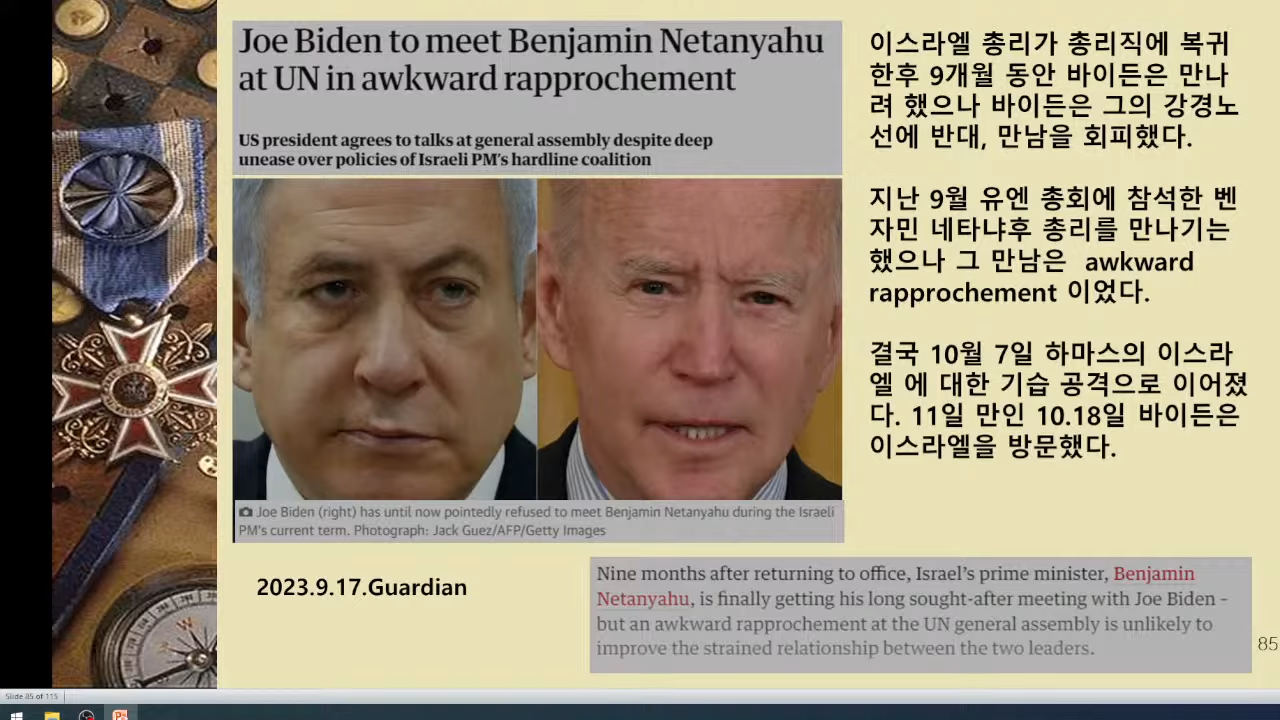 Joe Biden to meet Benjamin Netanyahu
at UN in awkward rapprochement
US president agrees to talks at general assembly despite deep
unease over policies of Israeli PM's hardline coalition
Joe Biden (right) has until now pointedly refused to meet Benjamin Netanyahu during the Israeli
PM's current term. Photograph: Jack Guez/AFP/Getty Images
이스라엘 총리가 총리직에 복귀
한후 9개월 동안 바이든은 만나
려 했으나 바이든은 그의 강경노
선에 반대, 만남을 회피했다.
지난 9월 유엔 총회에 참석한 벤
자민 네타냐후 총리를 만나기는
했으나 그 만남은 awkward
rapprochement 이었다.
결국 10월 7일 하마스의 이스라
엘 에 대한 기습 공격으로 이어졌
다. 11일 만인 10.18일 바이든은
이스라엘을 방문했다.
2023.9.17.Guardian
Nine months after returning to office, Israel's prime minister, Benjamin
Netanyahu, is finally getting his long sought-after meeting with Joe Biden –
but an awkward rapprochement at the UN general assembly is unlikely to
improve the strained relationship between the two leaders.
85
Slide 85 of 115